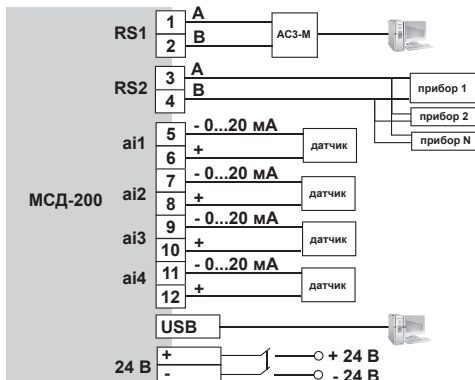 RS1 1 A
2 B АС3-М
RS2 3 A прибор 1
4 B прибор 2
прибор N
ai1 5 - 0...20 мА датчик
6 +
МСД-200 ai2 7 - 0...20 мА датчик
8 +
ai3 9 - 0...20 мА датчик
10 +
ai4 11 - 0...20 мА датчик
12 +
USB
24 В + + 24 В
- - 24 В